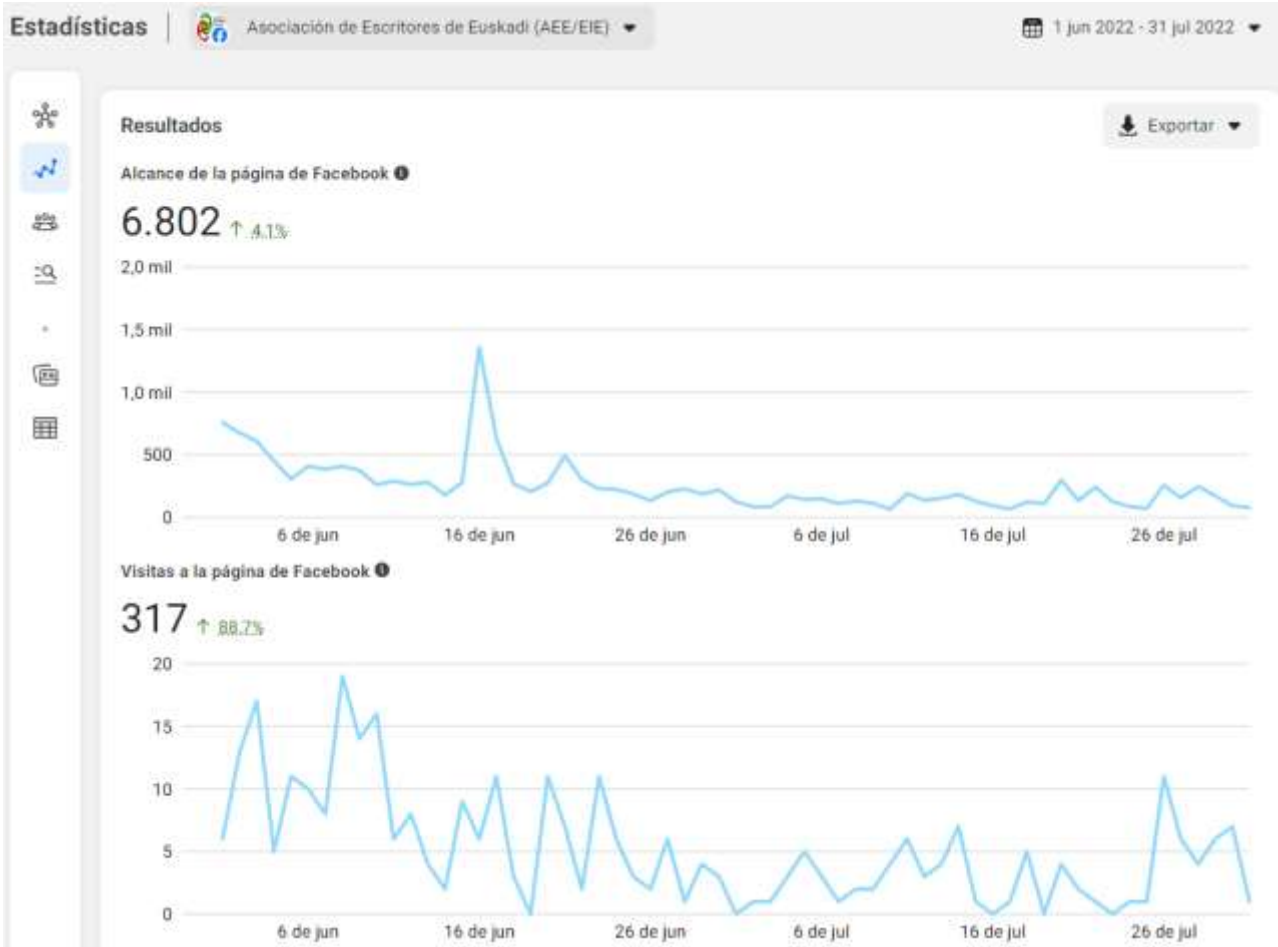 Estadísticas
Asociación de Escritores de Euskadi (AEE/EIE)
1 jun 2022 - 31 jul 2022
Resultados
Exportar
Alcance de la página de Facebook
6.802 ↑ 4.1%
2,0 mil
1,5 mil
1,0 mil
500
0
6 de jun 16 de jun 26 de jun 6 de jul 16 de jul 26 de jul
Visitas a la página de Facebook
317 ↑ 88.7%
20
15
10
5
0
6 de jun 16 de jun 26 de jun 6 de jul 16 de jul 26 de jul